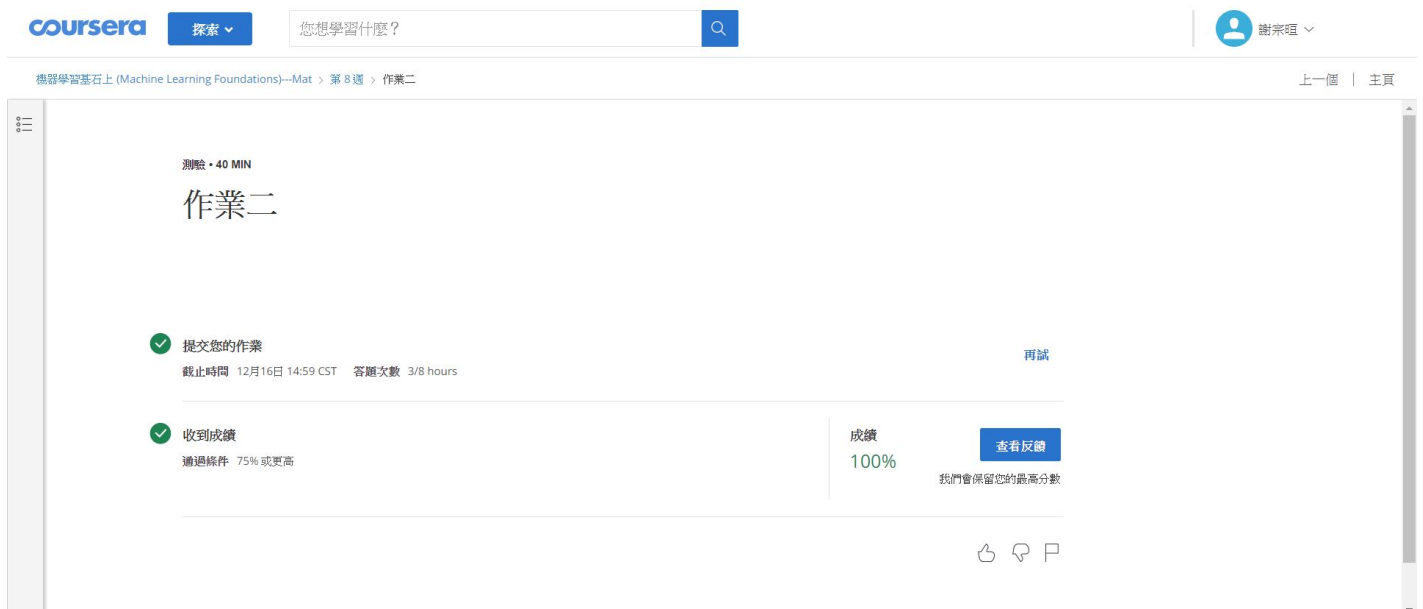 coursera 探索 您想學習什麼？ 謝宗晅
機器學習基石上 (Machine Learning Foundations)---Mat > 第 8 週 > 作業二 上一個 | 主頁
測驗 • 40 MIN
作業二
提交您的作業
再試
截止時間 12月16日 14:59 CST 答題次數 3/8 hours
收到成績
通過條件 75% 或更高
成績
100%
查看反饋
我們會保留您的最高分數